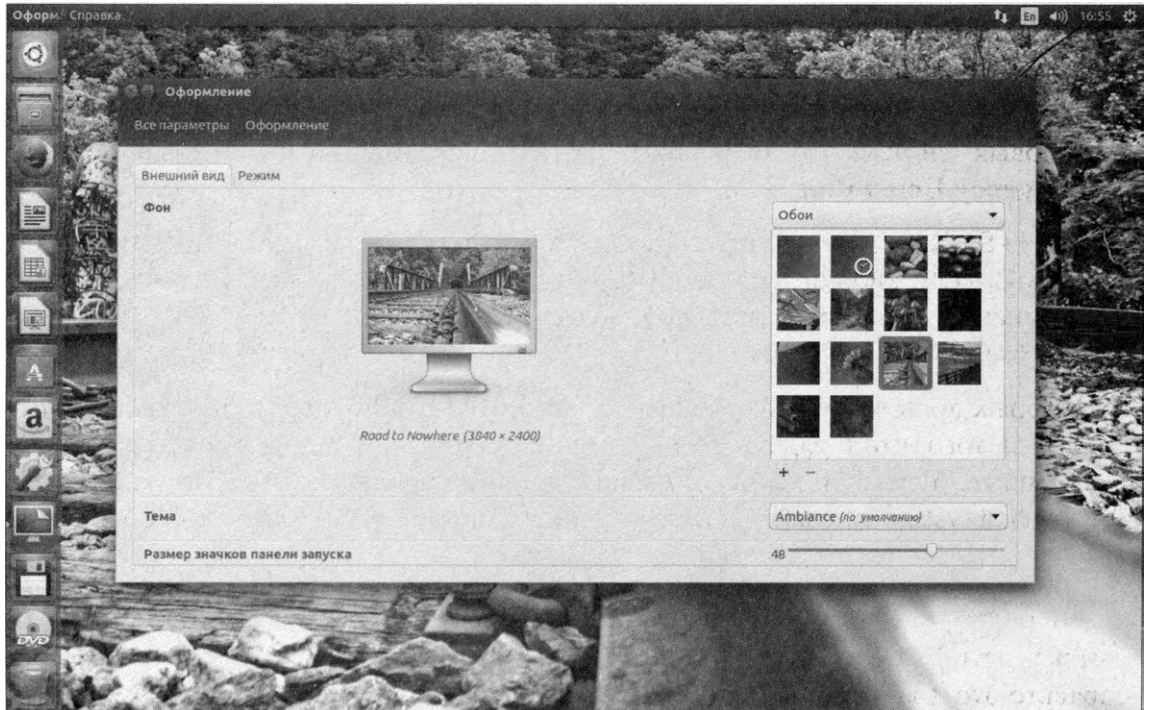 Оформ Справка En 16:55
Оформление
Все параметры Оформление
Внешний вид Режим
Фон
Обои
Road to Nowhere (3840 × 2400)
+ −
Тема
Ambiance (по умолчанию)
Размер значков панели запуска
48
A
a
DVD